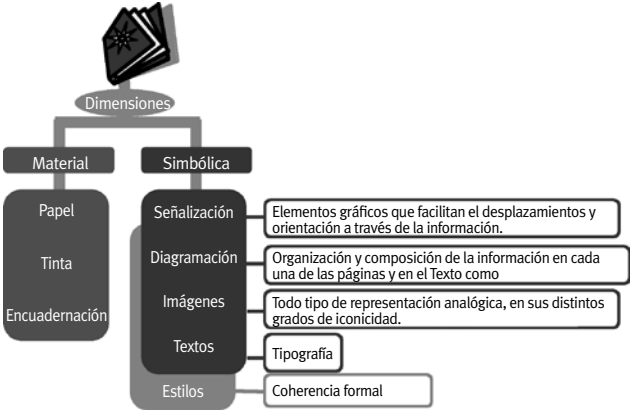 Dimensiones
Material
Simbólica
Papel
Tinta
Encuadernación
Señalización
Elementos gráficos que facilitan el desplazamientos y
orientación a través de la información.
Diagramación
Organización y composición de la información en cada
una de las páginas y en el Texto como
Imágenes
Todo tipo de representación analógica, en sus distintos
grados de iconicidad.
Textos
Tipografía
Estilos
Coherencia formal